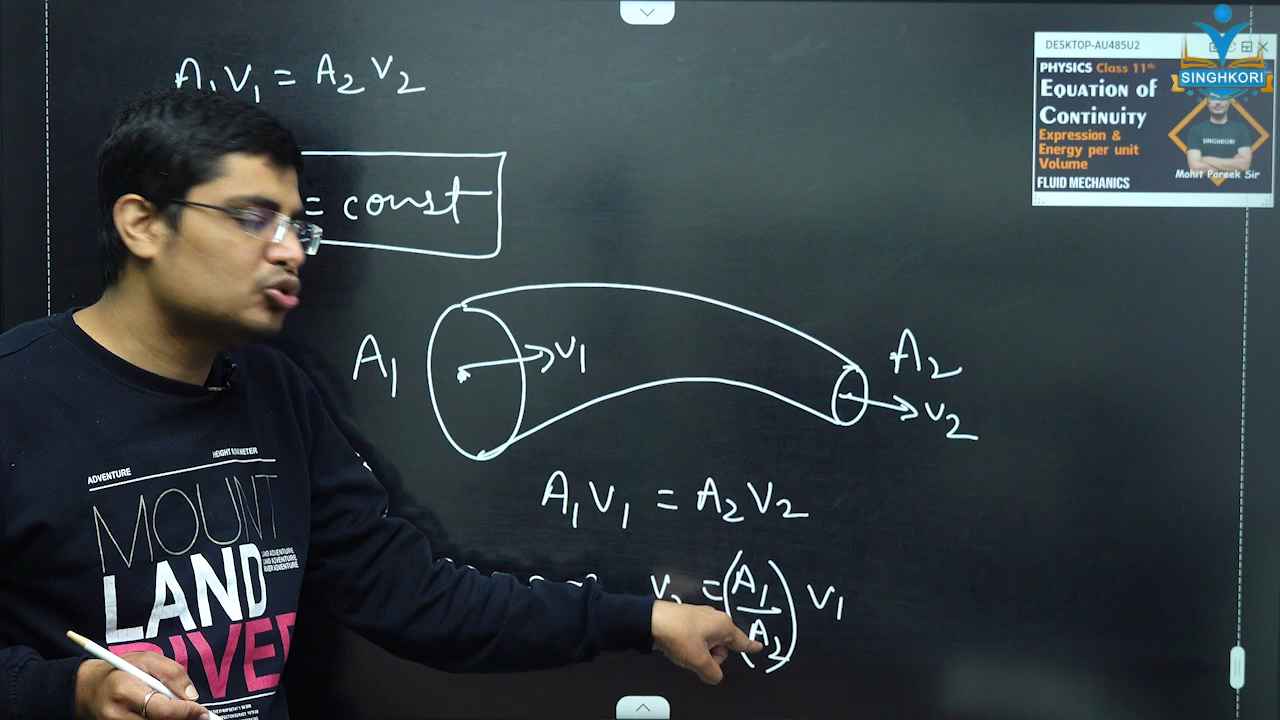 A₁V₁ = A₂V₂
= const
A₁
V₁
A₂
V₂
A₁V₁ = A₂V₂
V₂ = (A₁/A₂) V₁
DESKTOP-AU485U2
PHYSICS Class 11th
EQUATION OF
CONTINUITY
Expression &
Energy per unit
Volume
FLUID MECHANICS
SINGHKORI
Mohit Pareek Sir
SINGHKORI
ADVENTURE
MOUNT
LAND
RIVER